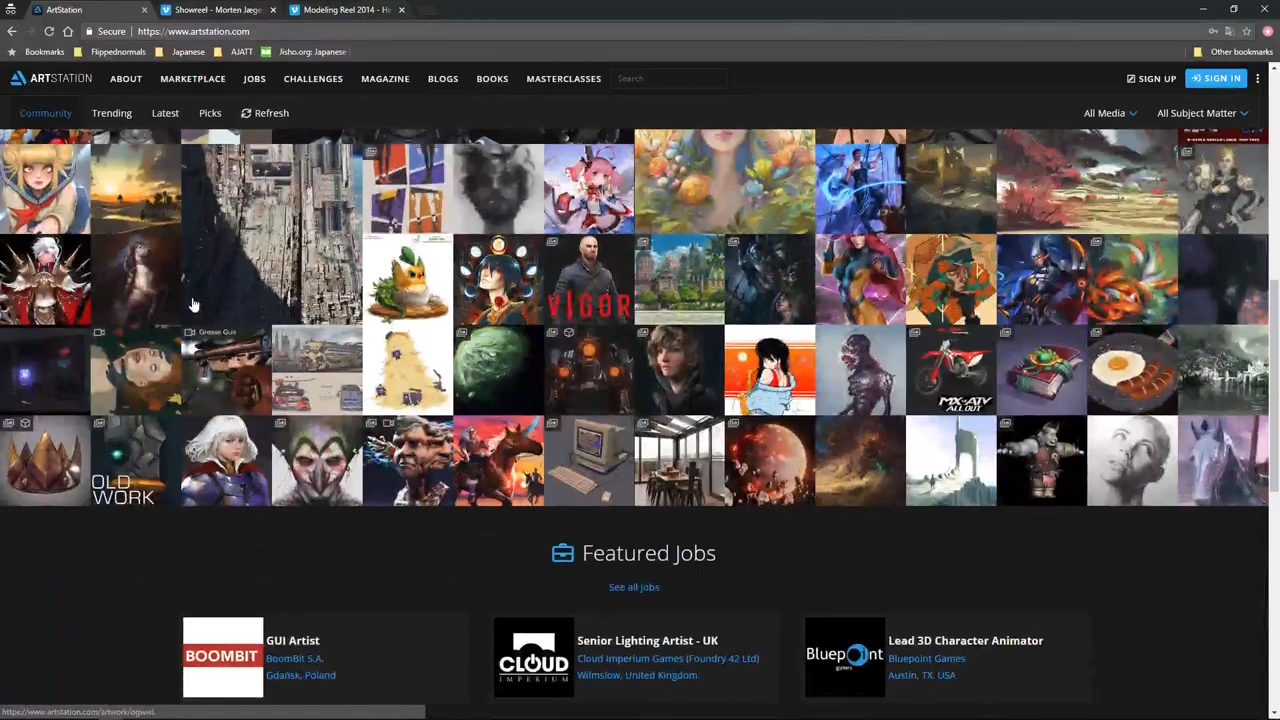 ArtStation
Showreel - Morten Jæge
Modeling Reel 2014 - He
Secure
https://www.artstation.com
Bookmarks
Flippednormals
Japanese
AJATT
Jisho.org: Japanese
Other bookmarks
ARTSTATION
ABOUT
MARKETPLACE
JOBS
CHALLENGES
MAGAZINE
BLOGS
BOOKS
MASTERCLASSES
Search
SIGN UP
SIGN IN
Community
Trending
Latest
Picks
Refresh
All Media
All Subject Matter
VIGOR
Grease Gun
MX vs ATV
ALL OUT
OLD
WORK
Featured Jobs
See all jobs
BOOMBIT
GUI Artist
BoomBit S.A.
Gdańsk, Poland
CLOUD
IMPERIUM
Senior Lighting Artist - UK
Cloud Imperium Games (Foundry 42 Ltd)
Wilmslow, United Kingdom
Bluepoint
games
Lead 3D Character Animator
Bluepoint Games
Austin, TX. USA
https://www.artstation.com/artwork/ogswwL